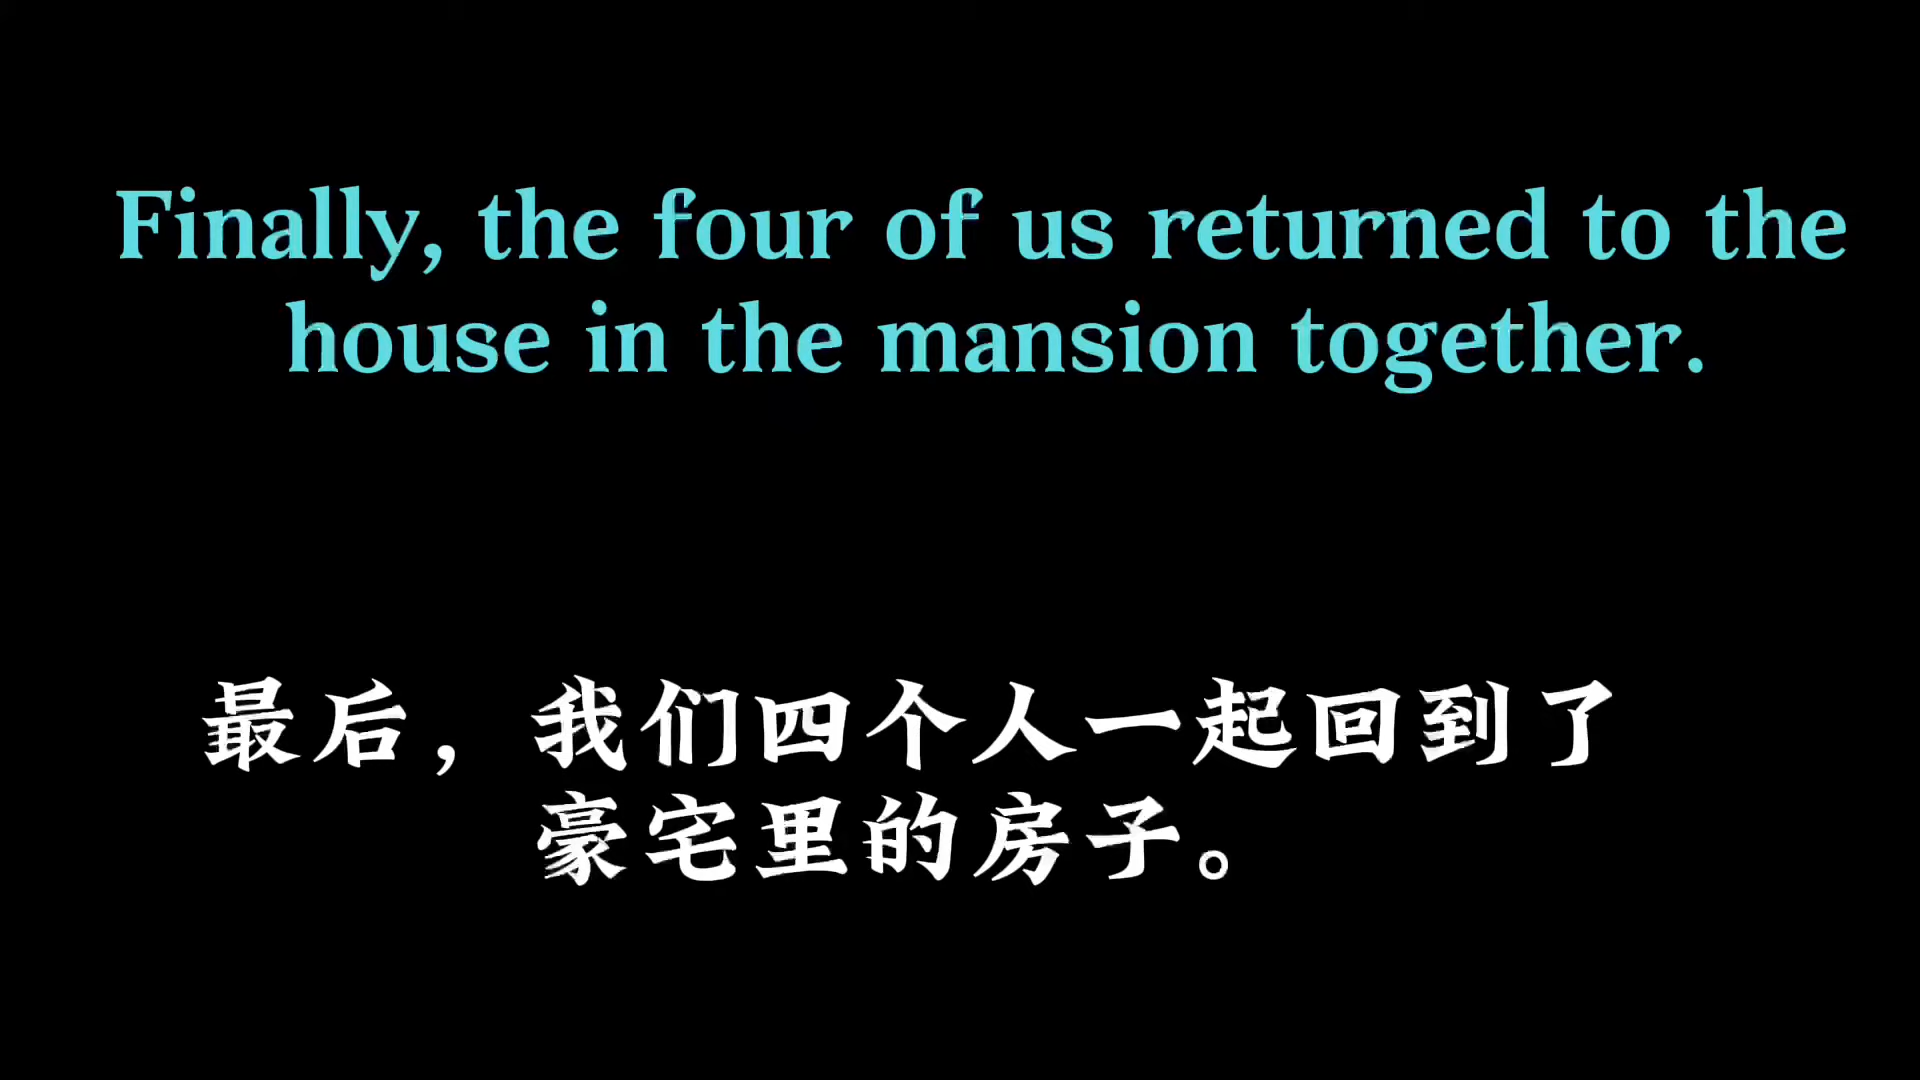 Finally, the four of us returned to the
house in the mansion together.
最后，我们四个人一起回到了
豪宅里的房子。